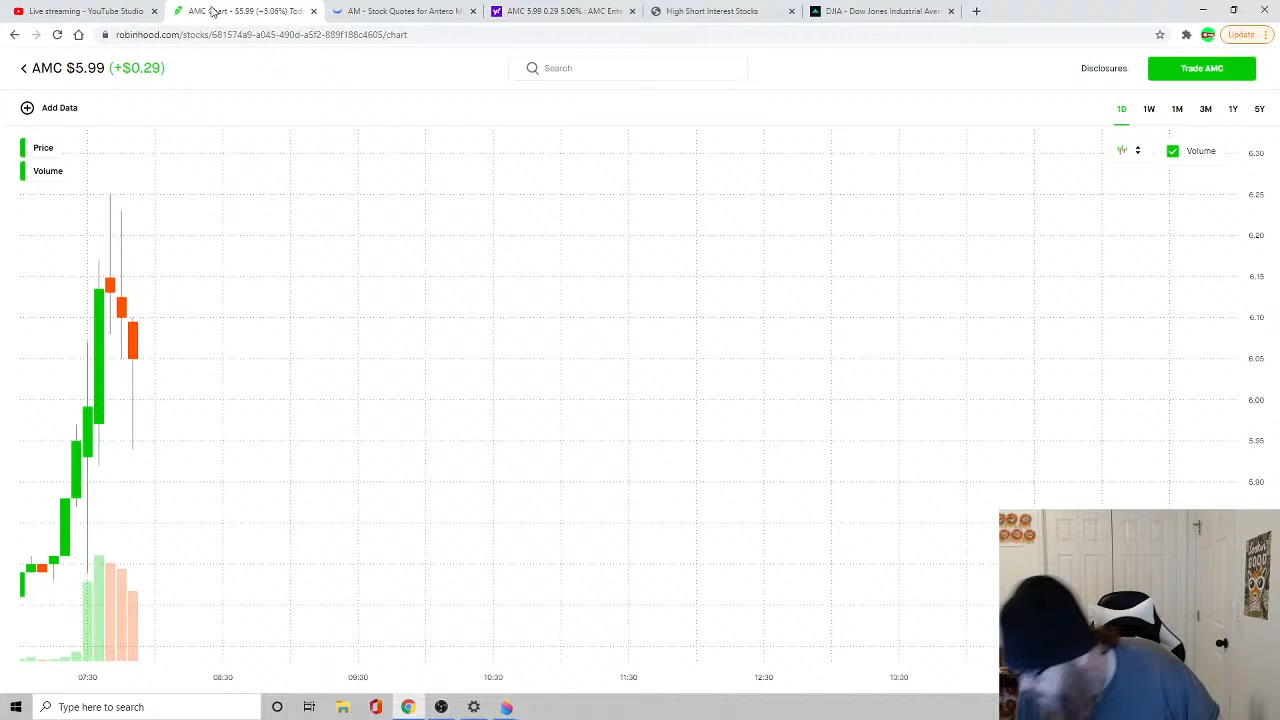 Live streaming - YouTube Studio
AMC Chart - $5.99 (+5.06%) Tod
AM - Stock Quotes for Antero M
AMC 5.99 0.29 5.06% : AMC Ente
High Short Interest Stocks
DJIA - Dow Jones Industrial Aver
robinhood.com/stocks/681574a9-a045-490d-a5f2-889f188c4605/chart
Update
AMC $5.99 (+$0.29)
Search
Disclosures
Trade AMC
Add Data
1D 1W 1M 3M 1Y 5Y
Price
Volume
Volume
6.30
6.25
6.20
6.15
6.10
6.05
6.00
5.95
5.90
07:30 08:30 09:30 10:30 11:30 12:30 13:30
Type here to search